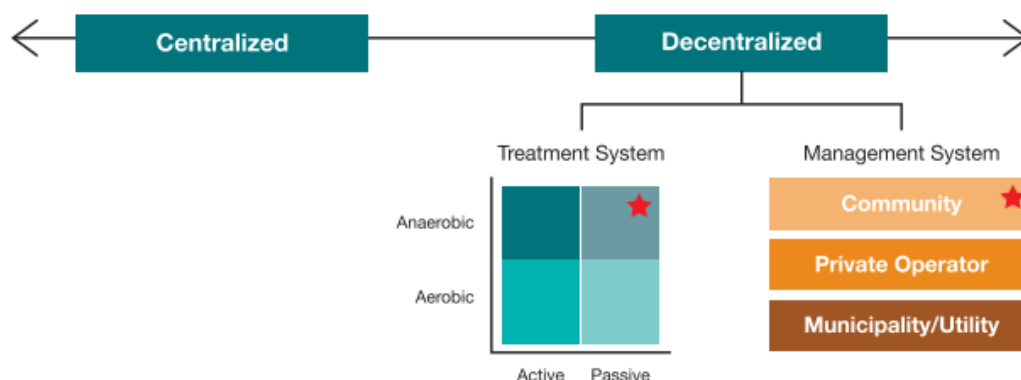 Centralized
Decentralized
Treatment System
Management System
Anaerobic
Aerobic
Active
Passive
Community
Private Operator
Municipality/Utility